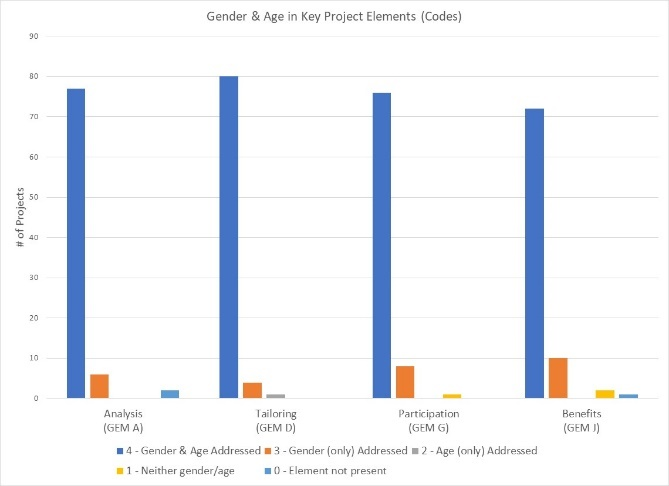 Gender & Age in Key Project Elements (Codes)
90
80
70
60
50
40
30
20
10
0
# of Projects
Analysis
(GEM A)
Tailoring
(GEM D)
Participation
(GEM G)
Benefits
(GEM J)
4 - Gender & Age Addressed
3 - Gender (only) Addressed
2 - Age (only) Addressed
1 - Neither gender/age
0 - Element not present